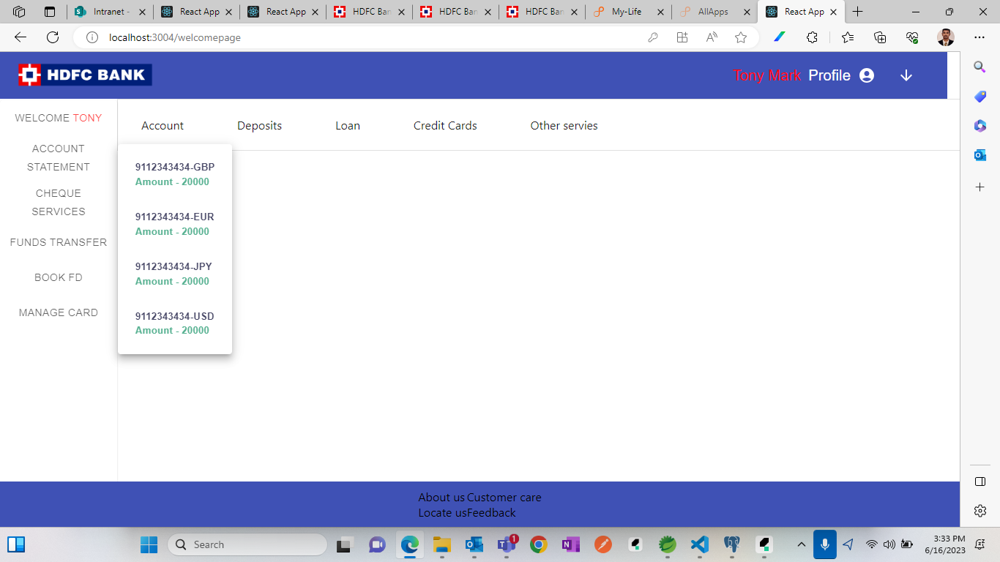 Intranet -
React App
React App
HDFC Ban
HDFC Ban
HDFC Ban
My-Life
AllApps
React App
localhost:3004/welcomepage
HDFC BANK
Tony Mark Profile
WELCOME TONY
Account Deposits Loan Credit Cards Other servies
ACCOUNT
STATEMENT
CHEQUE
SERVICES
FUNDS TRANSFER
BOOK FD
MANAGE CARD
9112343434-GBP
Amount - 20000
9112343434-EUR
Amount - 20000
9112343434-JPY
Amount - 20000
9112343434-USD
Amount - 20000
About us Customer care
Locate usFeedback
Search
1
3:33 PM
6/16/2023